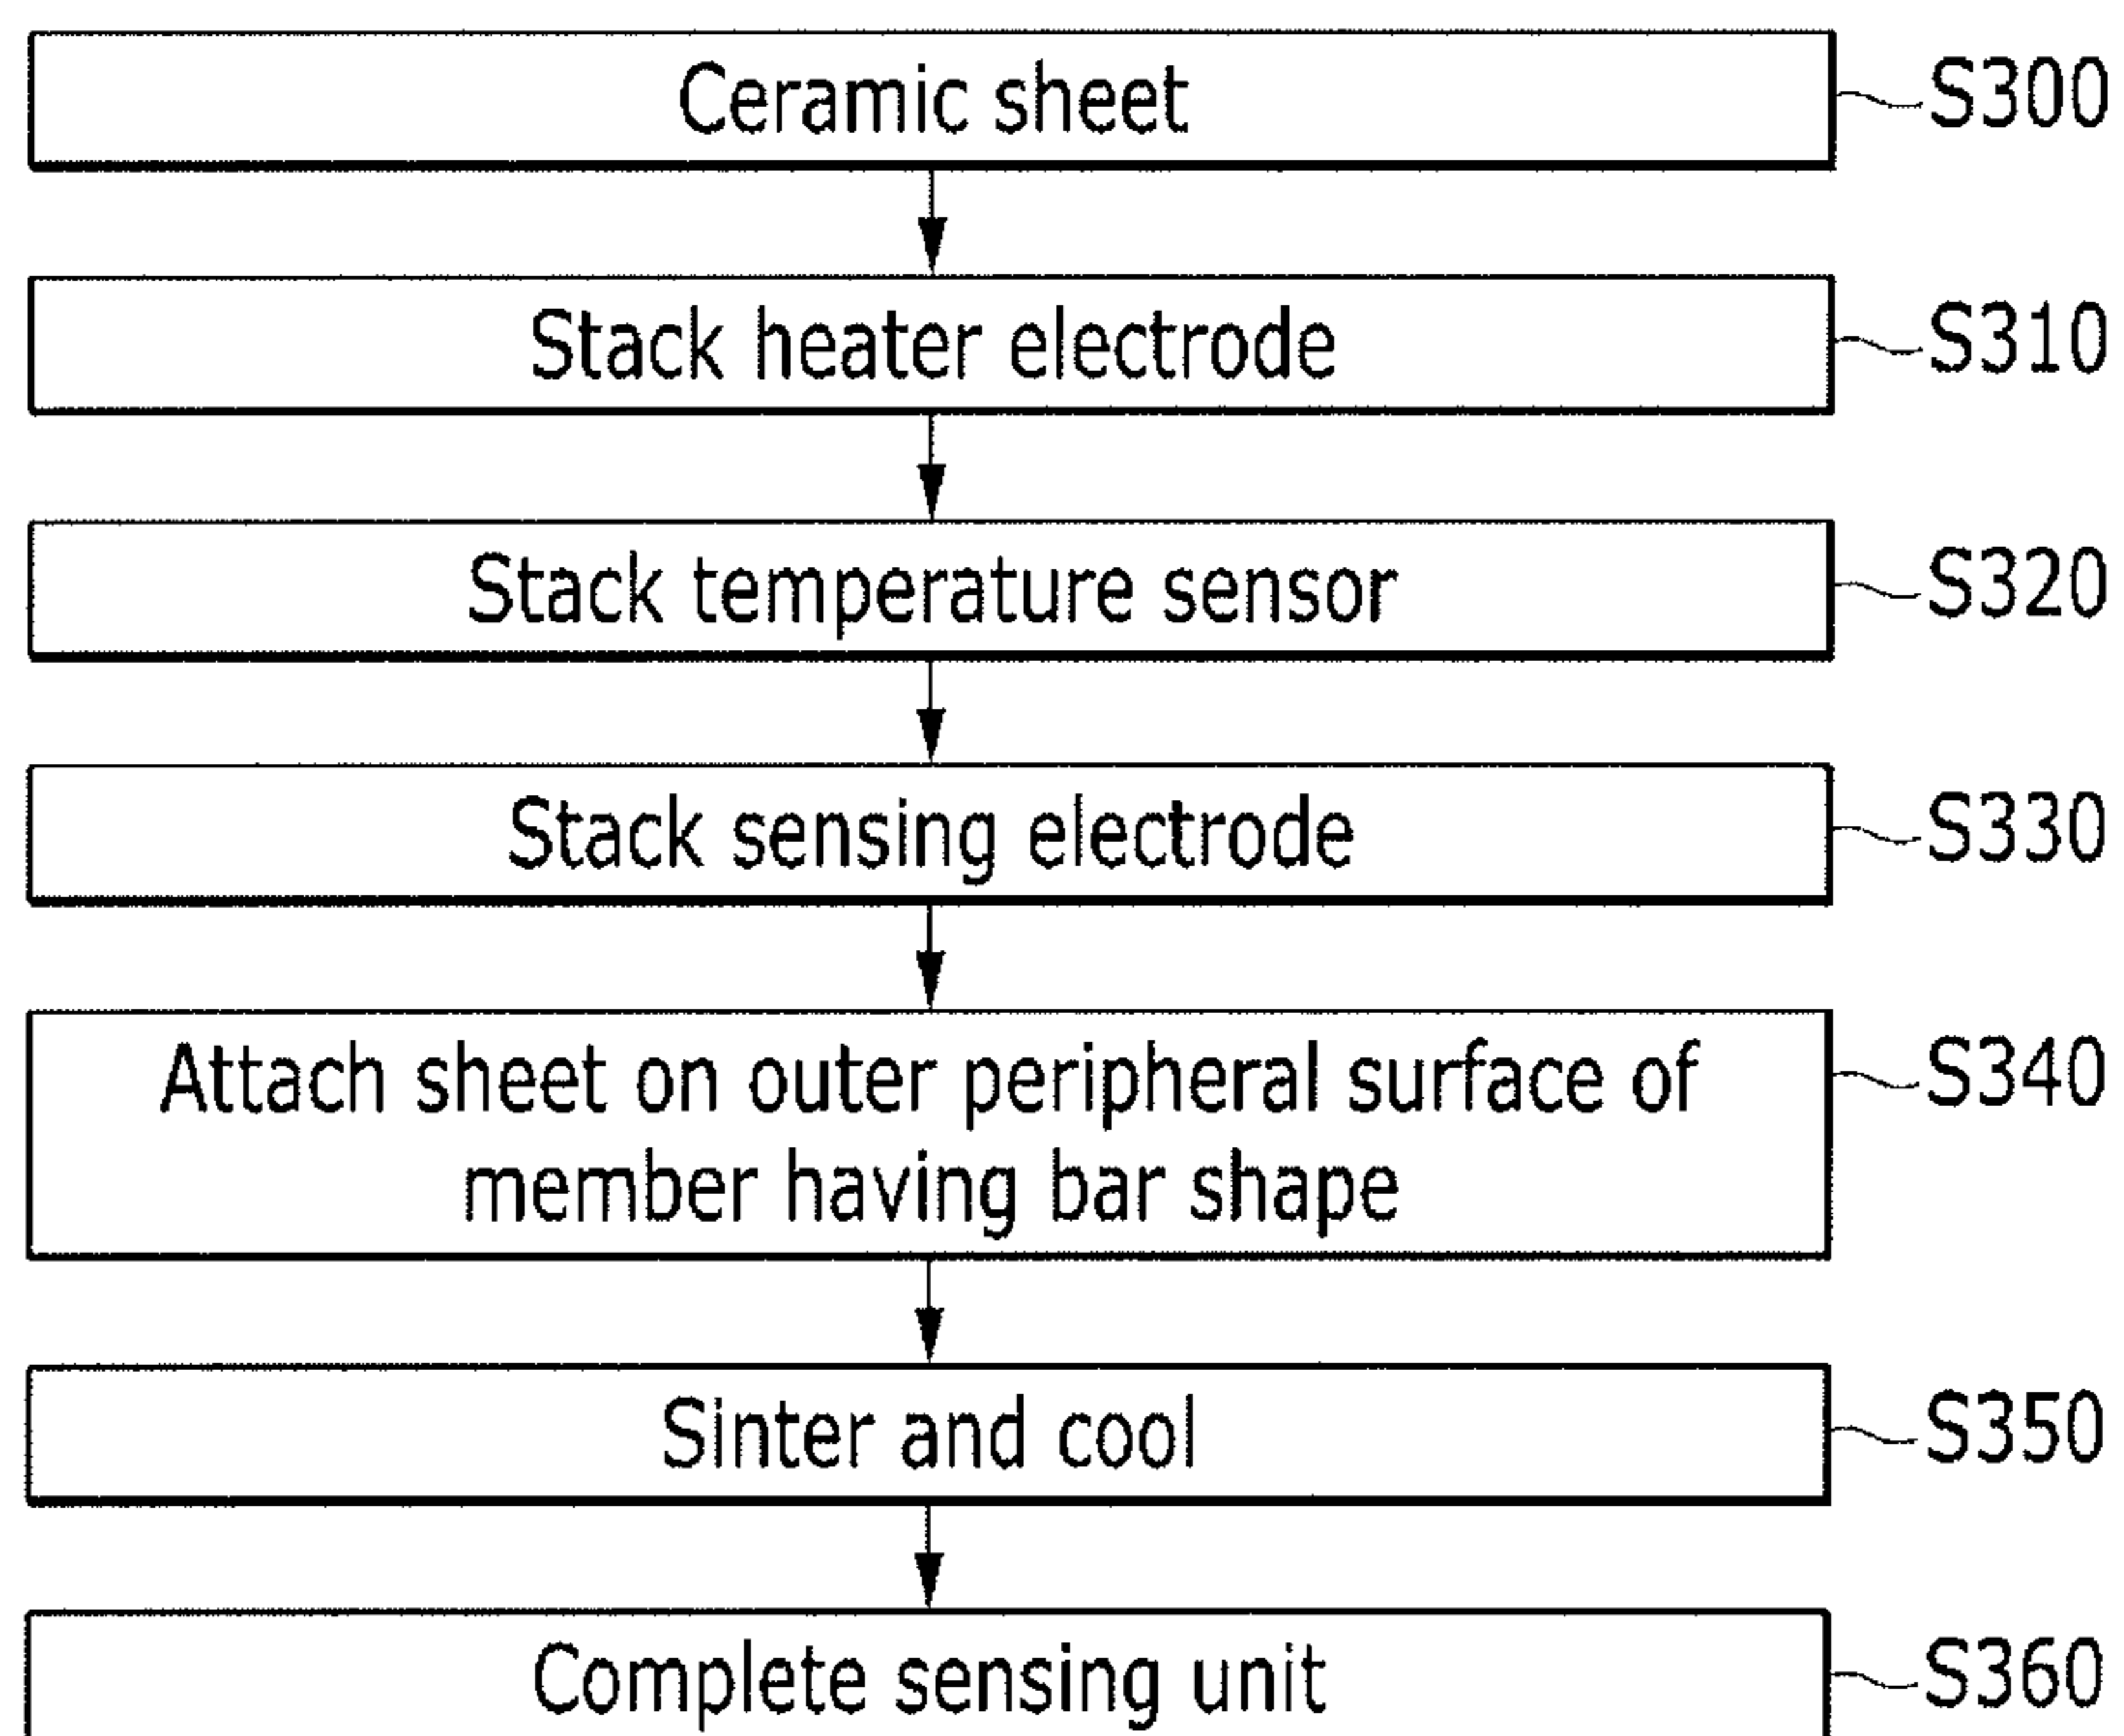 Ceramic sheet
S300
Stack heater electrode
S310
Stack temperature sensor
S320
Stack sensing electrode
S330
Attach sheet on outer peripheral surface of
member having bar shape
S340
Sinter and cool
S350
Complete sensing unit
S360